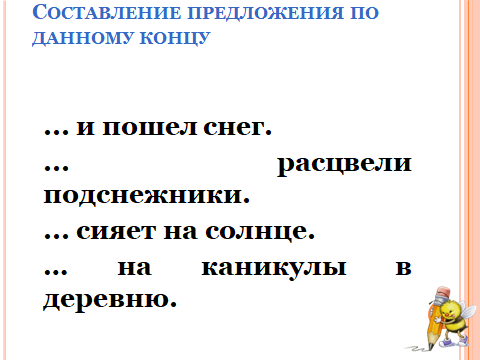 Составление предложения по
данному концу
… и пошел снег.
… расцвели
подснежники.
… сияет на солнце.
… на каникулы в
деревню.